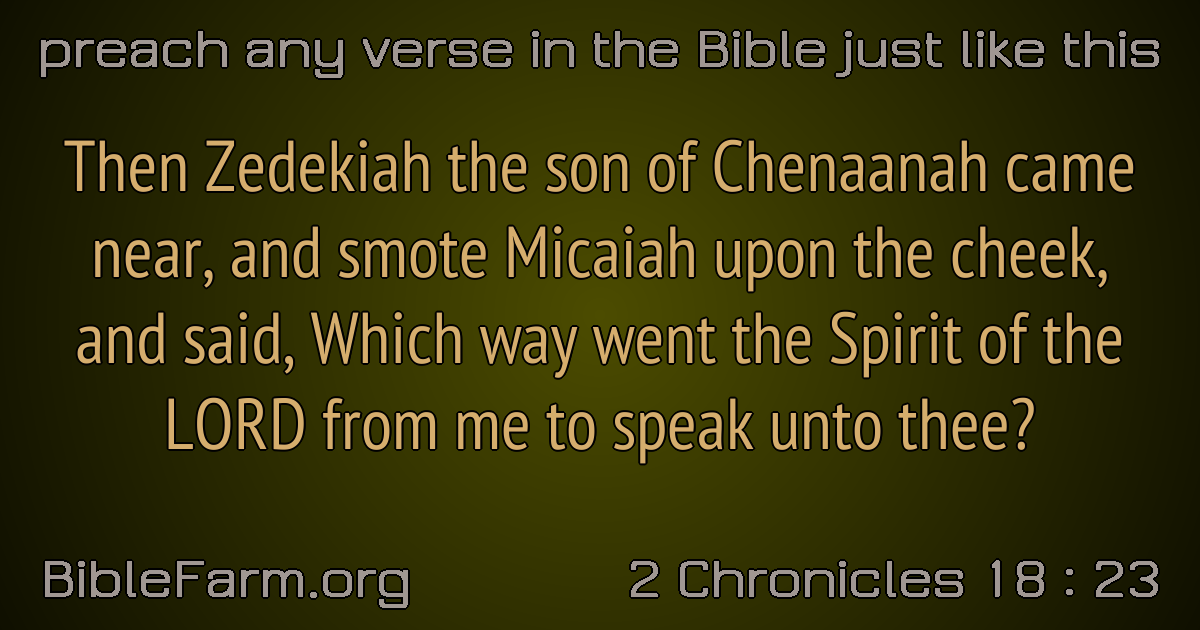 preach any verse in the Bible just like this
Then Zedekiah the son of Chenaanah came
near, and smote Micaiah upon the cheek,
and said, Which way went the Spirit of the
LORD from me to speak unto thee?
BibleFarm.org 2 Chronicles 18 : 23